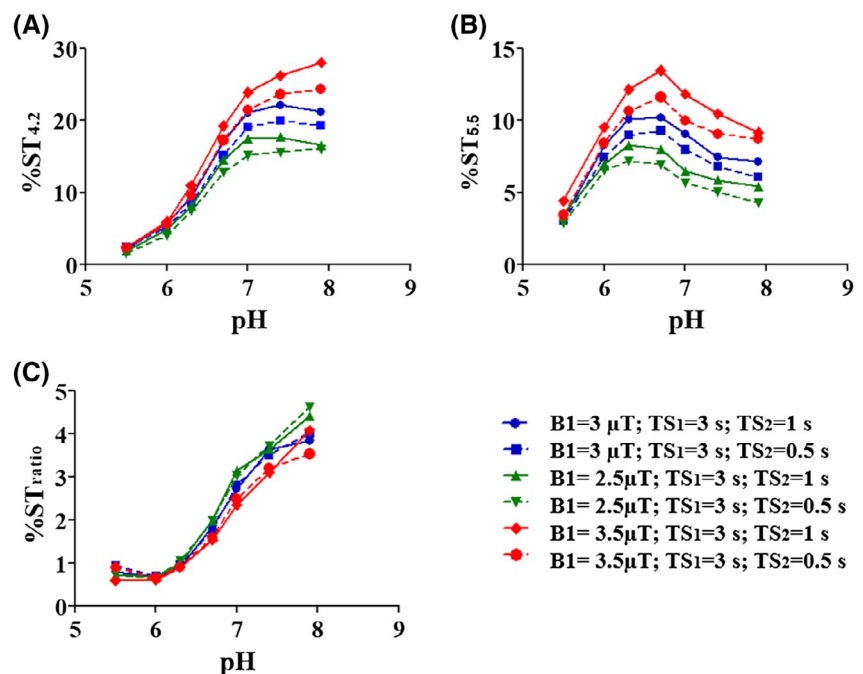 (A)
30
20
10
0
%ST4.2
5 6 7 8 9
pH
(B)
15
10
5
0
%ST5.5
5 6 7 8 9
pH
(C)
5
4
3
2
1
0
%STratio
5 6 7 8 9
pH
B1=3 µT; TS1=3 s; TS2=1 s
B1=3 µT; TS1=3 s; TS2=0.5 s
B1= 2.5µT; TS1=3 s; TS2=1 s
B1= 2.5µT; TS1=3 s; TS2=0.5 s
B1= 3.5µT; TS1=3 s; TS2=1 s
B1= 3.5µT; TS1=3 s; TS2=0.5 s